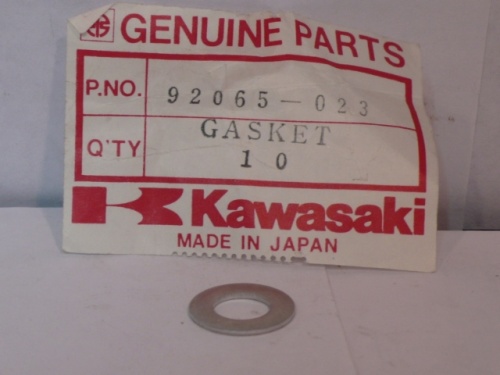 GENUINE PARTS
P.NO. 92065-023
GASKET
Q'TY 10
Kawasaki
MADE IN JAPAN